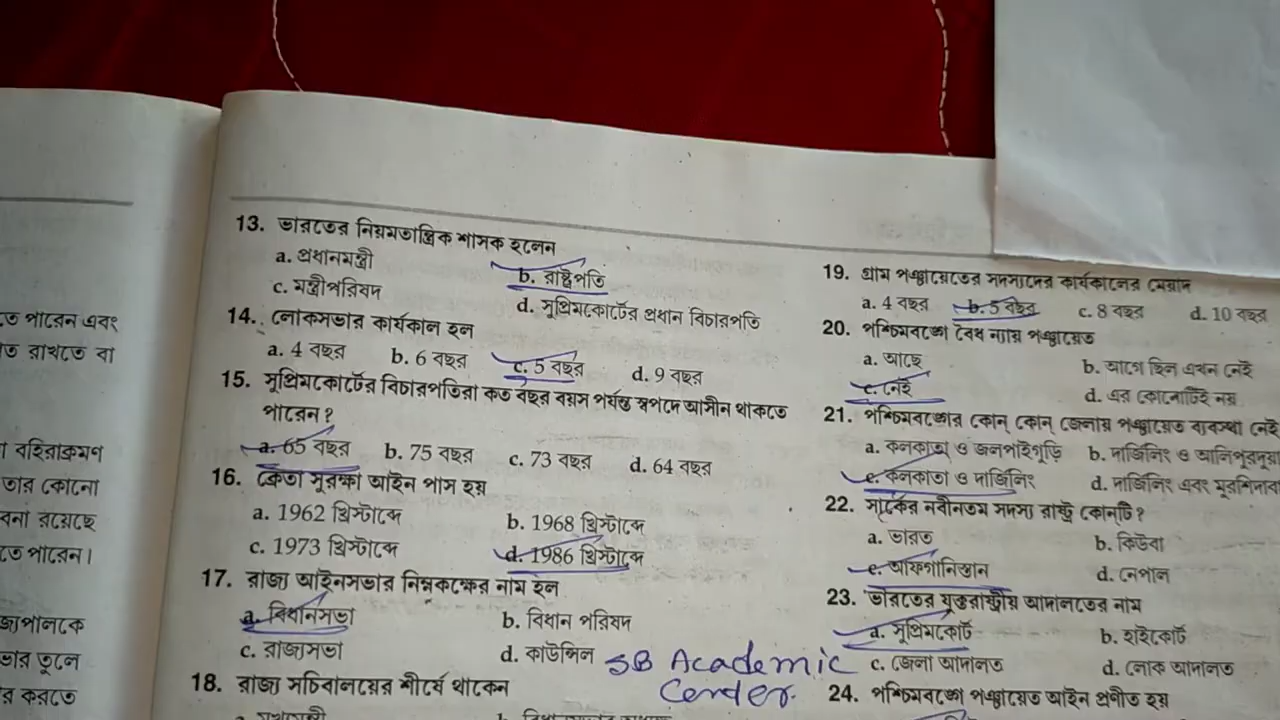 তে পারেন এবং
ত রাখতে বা
বহিরাক্রমণ
তার কোনো
বনা রয়েছে
তে পারেন।
জ্যপালকে
ভার তুলে
র করতে
13. ভারতের নিয়মতান্ত্রিক শাসক হলেন
a. প্রধানমন্ত্রী b. রাষ্ট্রপতি
c. মন্ত্রীপরিষদ d. সুপ্রিমকোর্টের প্রধান বিচারপতি
14. লোকসভার কার্যকাল হল
a. 4 বছর b. 6 বছর c. 5 বছর d. 9 বছর
15. সুপ্রিমকোর্টের বিচারপতিরা কত বছর বয়স পর্যন্ত স্বপদে আসীন থাকতে
পারেন?
a. 65 বছর b. 75 বছর c. 73 বছর d. 64 বছর
16. ক্রেতা সুরক্ষা আইন পাস হয়
a. 1962 খ্রিস্টাব্দে b. 1968 খ্রিস্টাব্দে
c. 1973 খ্রিস্টাব্দে d. 1986 খ্রিস্টাব্দে
17. রাজ্য আইনসভার নিম্নকক্ষের নাম হল
a. বিধানসভা b. বিধান পরিষদ
c. রাজ্যসভা d. কাউন্সিল
18. রাজ্য সচিবালয়ের শীর্ষে থাকেন
a. মুখ্যমন্ত্রী
SB Academic
Center.
19. গ্রাম পঞ্চায়েতের সদস্যদের কার্যকালের মেয়াদ
a. 4 বছর b. 5 বছর c. 8 বছর d. 10 বছর
20. পশ্চিমবঙ্গে বৈধ ন্যায় পঞ্চায়েত
a. আছে b. আগে ছিল এখন নেই
c. নেই d. এর কোনোটিই নয়
21. পশ্চিমবঙ্গের কোন্ কোন্ জেলায় পঞ্চায়েত ব্যবস্থা নেই
a. কলকাতা ও জলপাইগুড়ি b. দার্জিলিং ও আলিপুরদুয়া
c. কলকাতা ও দার্জিলিং d. দার্জিলিং এবং মুরশিদাবা
22. সার্কের নবীনতম সদস্য রাষ্ট্র কোন্‌টি?
a. ভারত b. কিউবা
c. আফগানিস্তান d. নেপাল
23. ভারতের যুক্তরাষ্ট্রীয় আদালতের নাম
a. সুপ্রিমকোর্ট b. হাইকোর্ট
c. জেলা আদালত d. লোক আদালত
24. পশ্চিমবঙ্গে পঞ্চায়েত আইন প্রণীত হয়